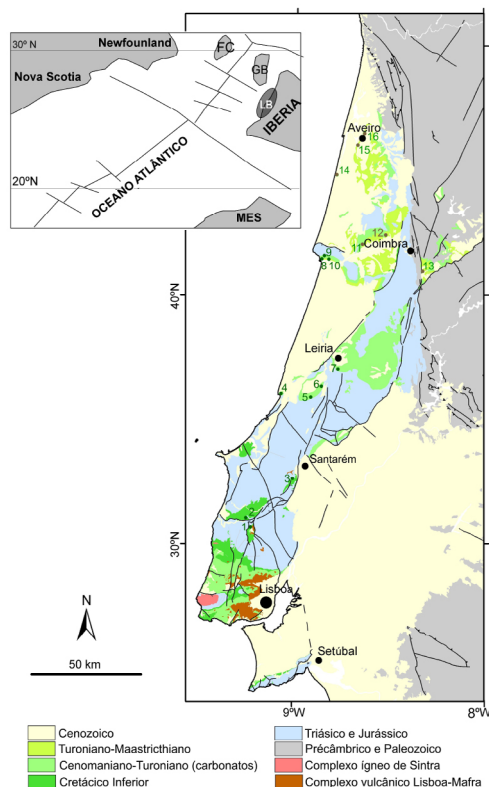 30º N
Newfounland
FC
GB
Nova Scotia
LB
IBERIA
OCEANO ATLÂNTICO
20ºN
MES
Aveiro
16
15
14
12
11
Coimbra
9
8 10
13
40ºN
Leiria
7
6
4
5
Santarém
3
2
1
30ºN
Lisboa
N
50 km
Setúbal
9ºW
8ºW
Cenozoico
Triásico e Jurássico
Turoniano-Maastricthiano
Précâmbrico e Paleozoico
Cenomaniano-Turoniano (carbonatos)
Complexo ígneo de Sintra
Cretácico Inferior
Complexo vulcânico Lisboa-Mafra